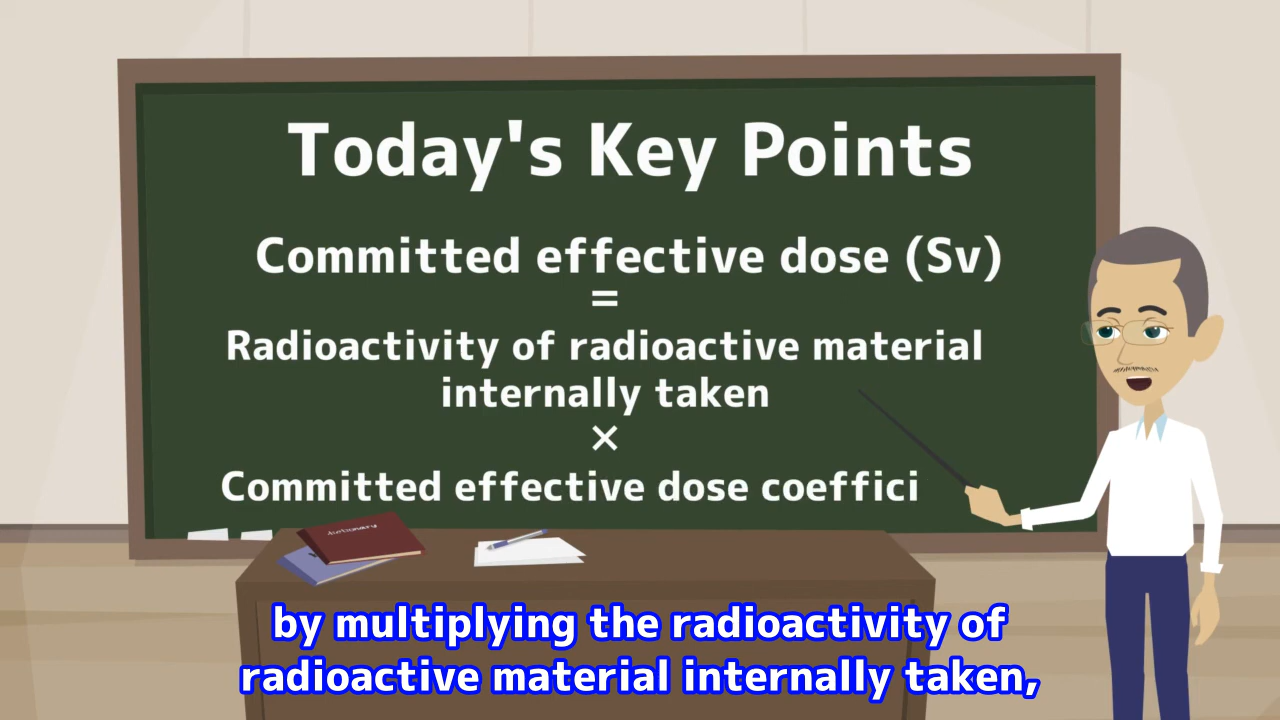 Today's Key Points
Committed effective dose (Sv)
=
Radioactivity of radioactive material
internally taken
×
Committed effective dose coeffici
dictionary
by multiplying the radioactivity of
radioactive material internally taken,